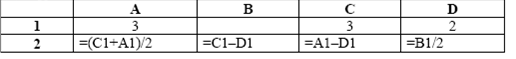 A B C D
1 3 3 2
2 =(C1+A1)/2 =C1–D1 =A1–D1 =B1/2